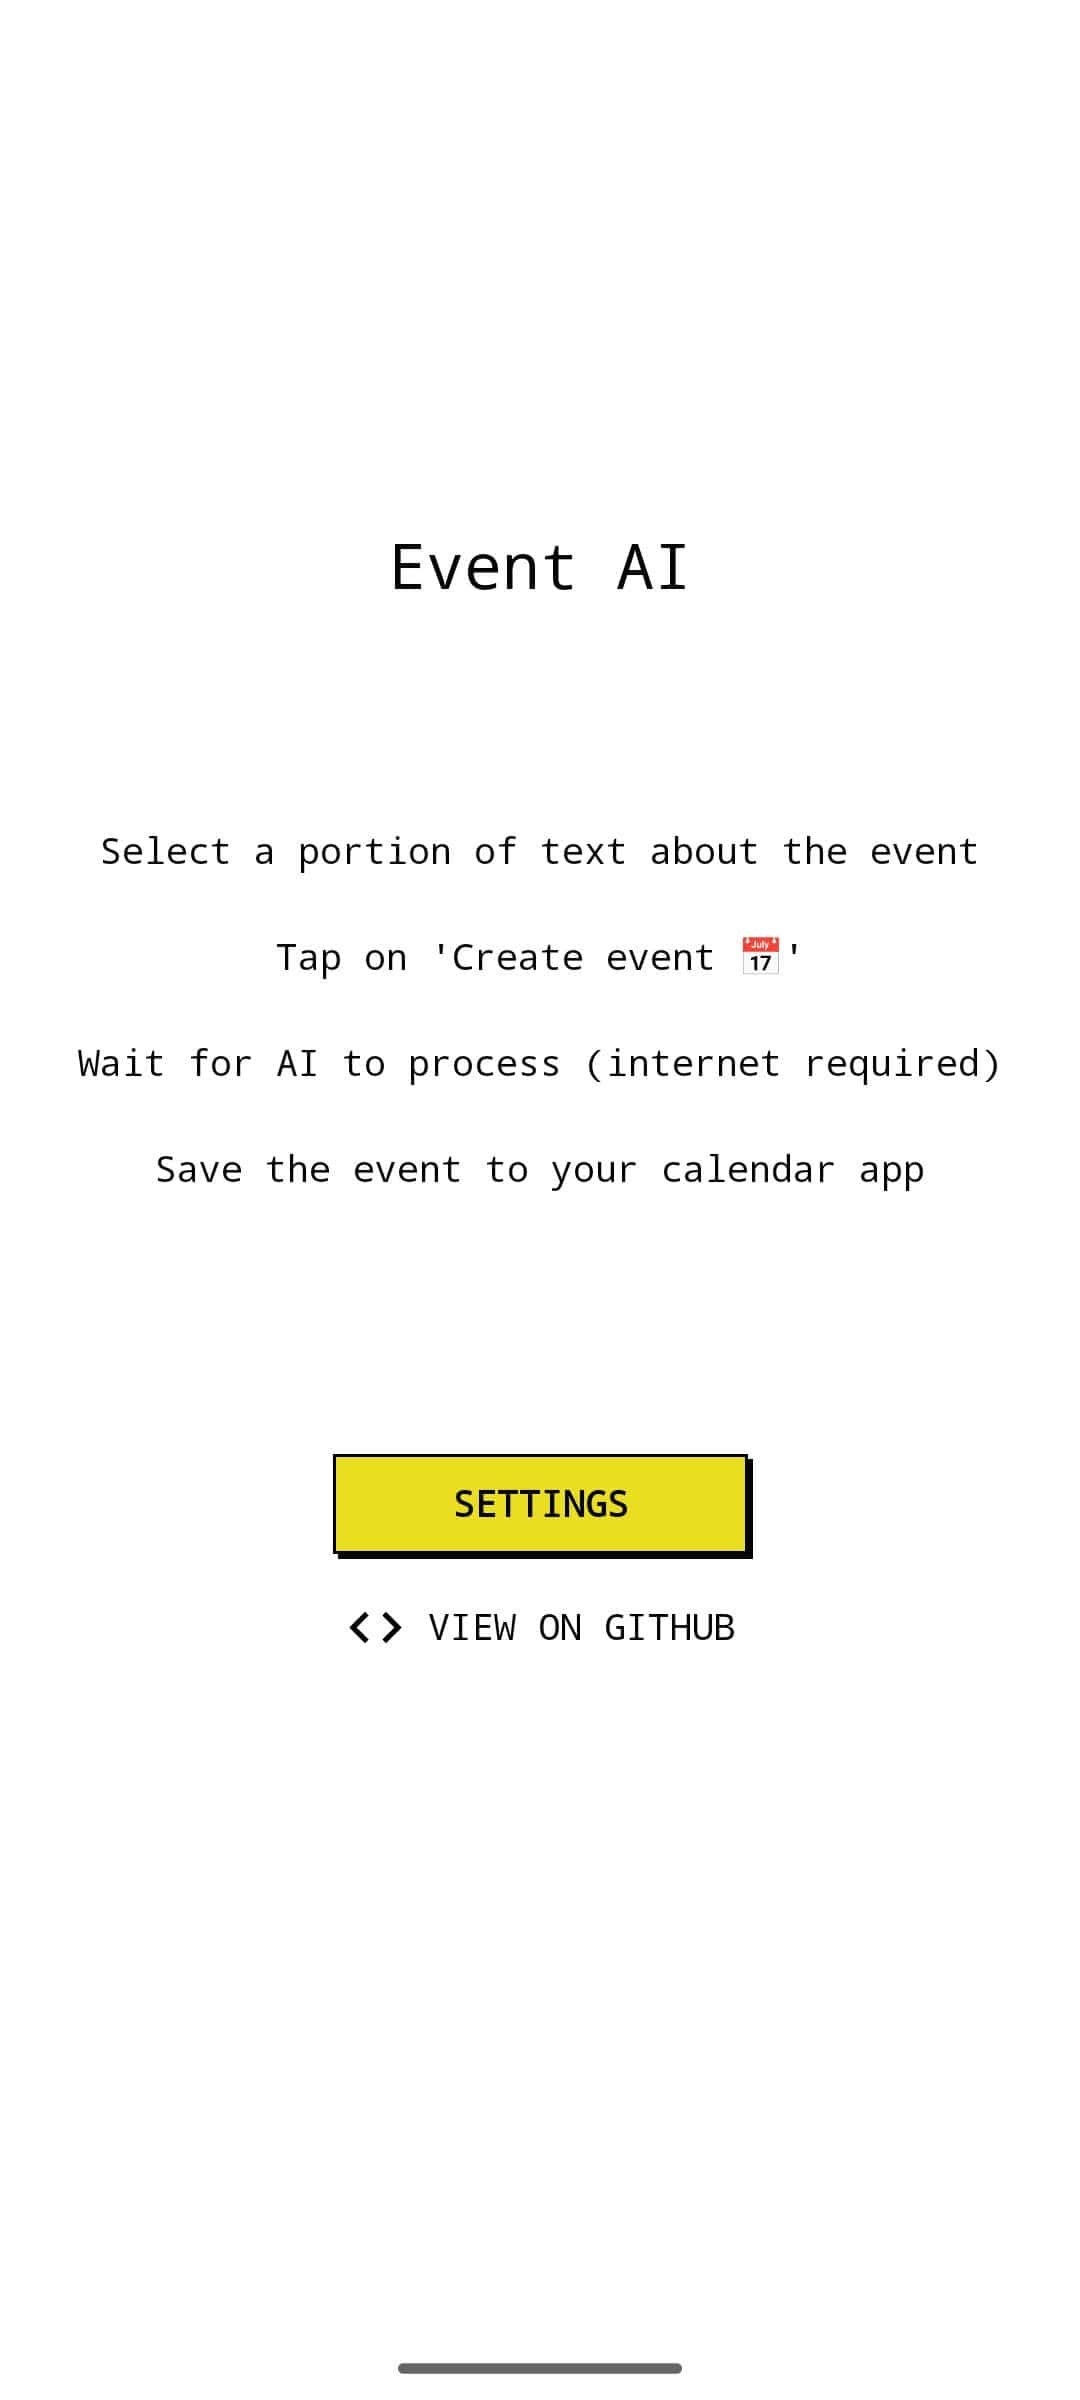 Event AI
Select a portion of text about the event
Tap on 'Create event 📅'
Wait for AI to process (internet required)
Save the event to your calendar app
SETTINGS
<> VIEW ON GITHUB